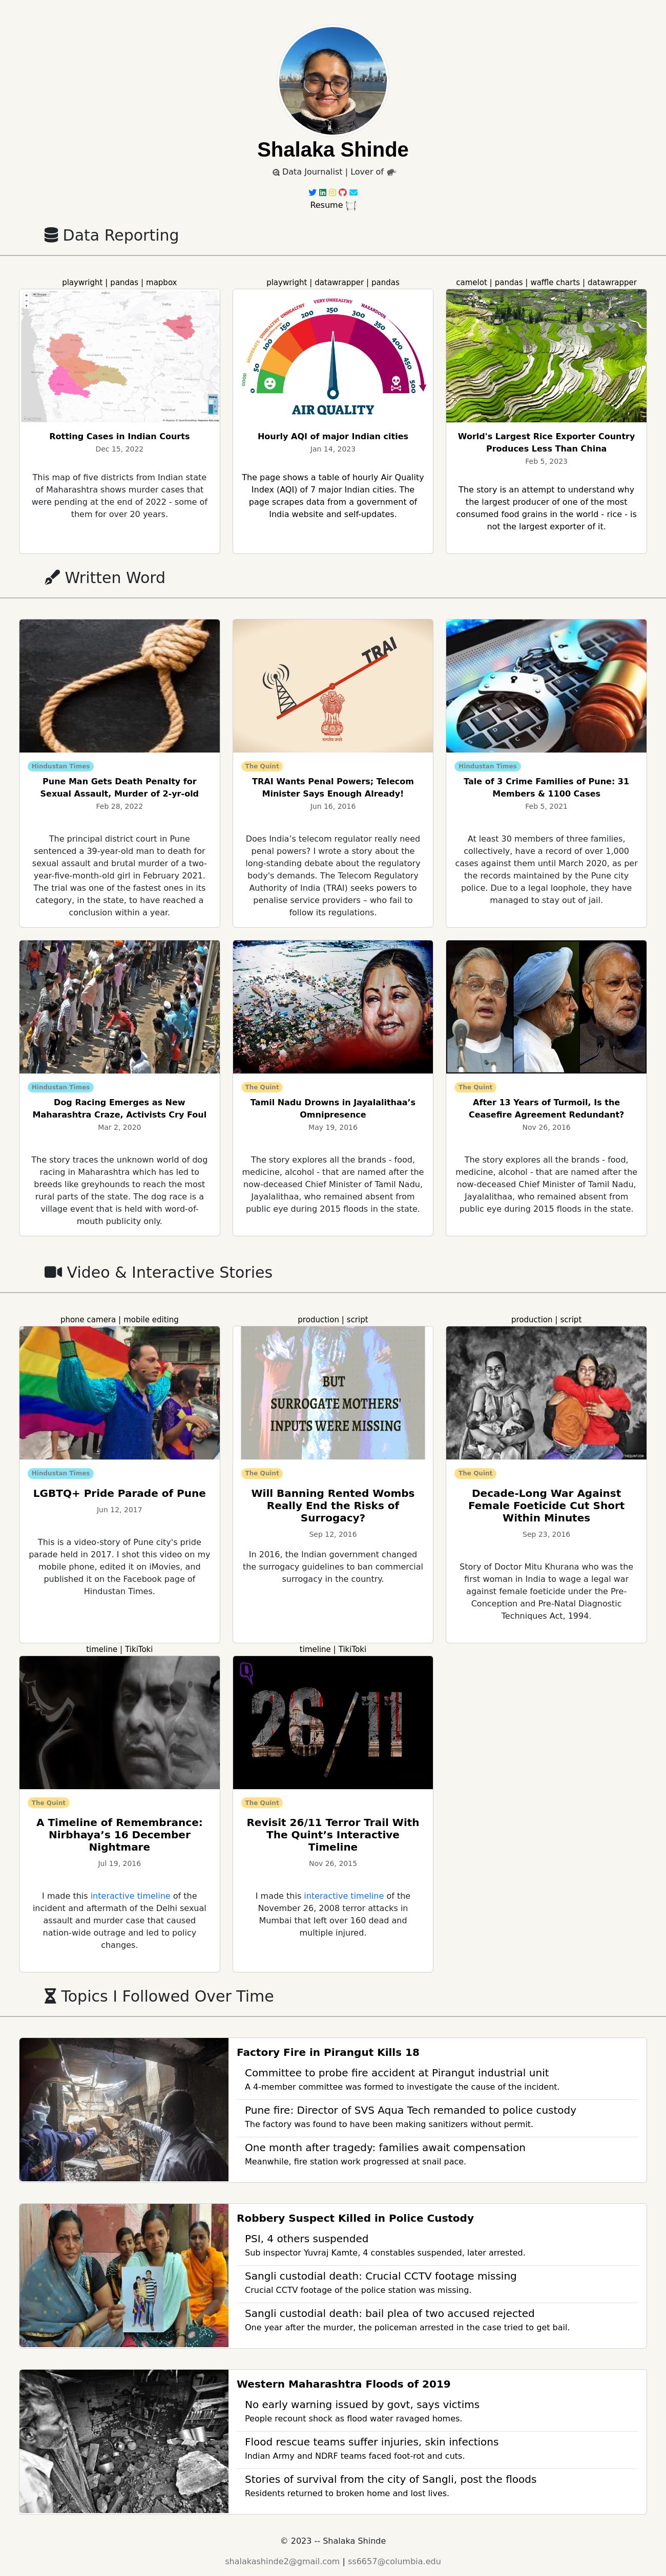 Shalaka Shinde
Data Journalist | Lover of
Resume
Data Reporting
playwright | pandas | mapbox
Rotting Cases in Indian Courts
Dec 15, 2022
This map of five districts from Indian state
of Maharashtra shows murder cases that
were pending at the end of 2022 - some of
them for over 20 years.
playwright | datawrapper | pandas
GOOD
MODERATE
UNHEALTHY
UNHEALTHY
VERY UNHEALTHY
HAZARDOUS
0
50
100
150
200
250
300
350
400
450
500
AIR QUALITY
Hourly AQI of major Indian cities
Jan 14, 2023
The page shows a table of hourly Air Quality
Index (AQI) of 7 major Indian cities. The
page scrapes data from a government of
India website and self-updates.
camelot | pandas | waffle charts | datawrapper
World's Largest Rice Exporter Country
Produces Less Than China
Feb 5, 2023
The story is an attempt to understand why
the largest producer of one of the most
consumed food grains in the world - rice - is
not the largest exporter of it.
Written Word
Hindustan Times
Pune Man Gets Death Penalty for
Sexual Assault, Murder of 2-yr-old
Feb 28, 2022
The principal district court in Pune
sentenced a 39-year-old man to death for
sexual assault and brutal murder of a two-
year-five-month-old girl in February 2021.
The trial was one of the fastest ones in its
category, in the state, to have reached a
conclusion within a year.
TRAI
The Quint
TRAI Wants Penal Powers; Telecom
Minister Says Enough Already!
Jun 16, 2016
Does India’s telecom regulator really need
penal powers? I wrote a story about the
long-standing debate about the regulatory
body's demands. The Telecom Regulatory
Authority of India (TRAI) seeks powers to
penalise service providers – who fail to
follow its regulations.
Hindustan Times
Tale of 3 Crime Families of Pune: 31
Members & 1100 Cases
Feb 5, 2021
At least 30 members of three families,
collectively, have a record of over 1,000
cases against them until March 2020, as per
the records maintained by the Pune city
police. Due to a legal loophole, they have
managed to stay out of jail.
Hindustan Times
Dog Racing Emerges as New
Maharashtra Craze, Activists Cry Foul
Mar 2, 2020
The story traces the unknown world of dog
racing in Maharashtra which has led to
breeds like greyhounds to reach the most
rural parts of the state. The dog race is a
village event that is held with word-of-
mouth publicity only.
The Quint
Tamil Nadu Drowns in Jayalalithaa’s
Omnipresence
May 19, 2016
The story explores all the brands - food,
medicine, alcohol - that are named after the
now-deceased Chief Minister of Tamil Nadu,
Jayalalithaa, who remained absent from
public eye during 2015 floods in the state.
The Quint
After 13 Years of Turmoil, Is the
Ceasefire Agreement Redundant?
Nov 26, 2016
The story explores all the brands - food,
medicine, alcohol - that are named after the
now-deceased Chief Minister of Tamil Nadu,
Jayalalithaa, who remained absent from
public eye during 2015 floods in the state.
Video & Interactive Stories
phone camera | mobile editing
Hindustan Times
LGBTQ+ Pride Parade of Pune
Jun 12, 2017
This is a video-story of Pune city's pride
parade held in 2017. I shot this video on my
mobile phone, edited it on iMovies, and
published it on the Facebook page of
Hindustan Times.
production | script
BUT
SURROGATE MOTHERS'
INPUTS WERE MISSING
The Quint
Will Banning Rented Wombs
Really End the Risks of
Surrogacy?
Sep 12, 2016
In 2016, the Indian government changed
the surrogacy guidelines to ban commercial
surrogacy in the country.
production | script
The Quint
Decade-Long War Against
Female Foeticide Cut Short
Within Minutes
Sep 23, 2016
Story of Doctor Mitu Khurana who was the
first woman in India to wage a legal war
against female foeticide under the Pre-
Conception and Pre-Natal Diagnostic
Techniques Act, 1994.
timeline | TikiToki
The Quint
A Timeline of Remembrance:
Nirbhaya’s 16 December
Nightmare
Jul 19, 2016
I made this interactive timeline of the
incident and aftermath of the Delhi sexual
assault and murder case that caused
nation-wide outrage and led to policy
changes.
timeline | TikiToki
26/11
The Quint
Revisit 26/11 Terror Trail With
The Quint’s Interactive
Timeline
Nov 26, 2015
I made this interactive timeline of the
November 26, 2008 terror attacks in
Mumbai that left over 160 dead and
multiple injured.
Topics I Followed Over Time
Factory Fire in Pirangut Kills 18
Committee to probe fire accident at Pirangut industrial unit
A 4-member committee was formed to investigate the cause of the incident.
Pune fire: Director of SVS Aqua Tech remanded to police custody
The factory was found to have been making sanitizers without permit.
One month after tragedy: families await compensation
Meanwhile, fire station work progressed at snail pace.
Robbery Suspect Killed in Police Custody
PSI, 4 others suspended
Sub inspector Yuvraj Kamte, 4 constables suspended, later arrested.
Sangli custodial death: Crucial CCTV footage missing
Crucial CCTV footage of the police station was missing.
Sangli custodial death: bail plea of two accused rejected
One year after the murder, the policeman arrested in the case tried to get bail.
Western Maharashtra Floods of 2019
No early warning issued by govt, says victims
People recount shock as flood water ravaged homes.
Flood rescue teams suffer injuries, skin infections
Indian Army and NDRF teams faced foot-rot and cuts.
Stories of survival from the city of Sangli, post the floods
Residents returned to broken home and lost lives.
© 2023 -- Shalaka Shinde
shalakashinde2@gmail.com | ss6657@columbia.edu